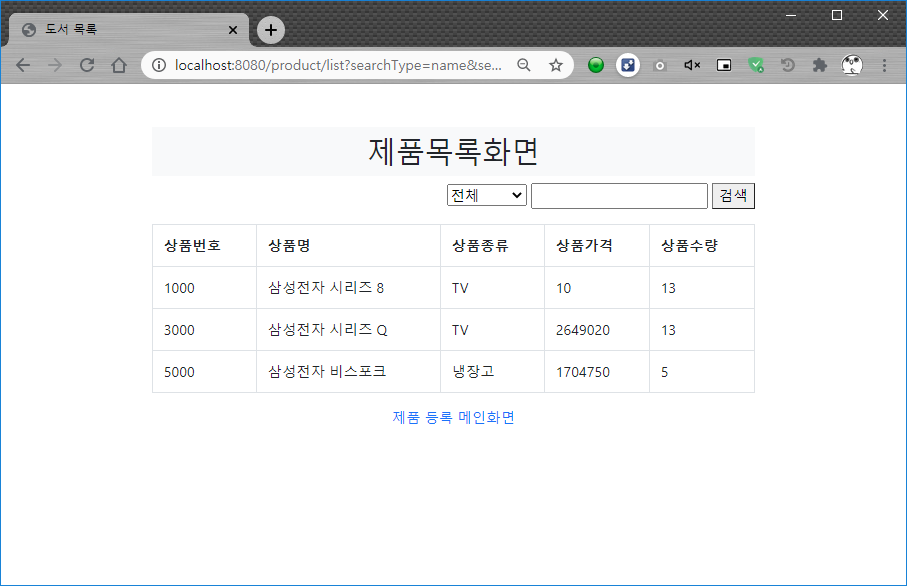 도서 목록
localhost:8080/product/list?searchType=name&se...
제품목록화면
전체 검색
상품번호 상품명 상품종류 상품가격 상품수량
1000 삼성전자 시리즈 8 TV 10 13
3000 삼성전자 시리즈 Q TV 2649020 13
5000 삼성전자 비스포크 냉장고 1704750 5
제품 등록 메인화면